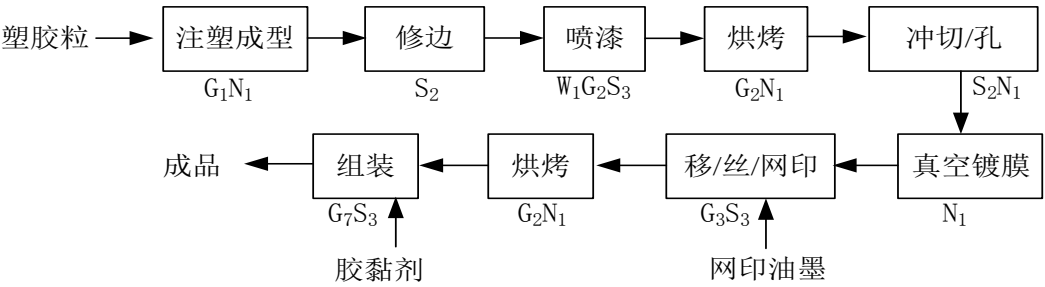 塑胶粒 注塑成型 修边 喷漆 烘烤 冲切/孔
G₁N₁ S₂ W₁G₂S₃ G₂N₁ S₂N₁
成品 组装 烘烤 移/丝/网印 真空镀膜
G₇S₃ G₂N₁ G₃S₃ N₁
胶黏剂 网印油墨